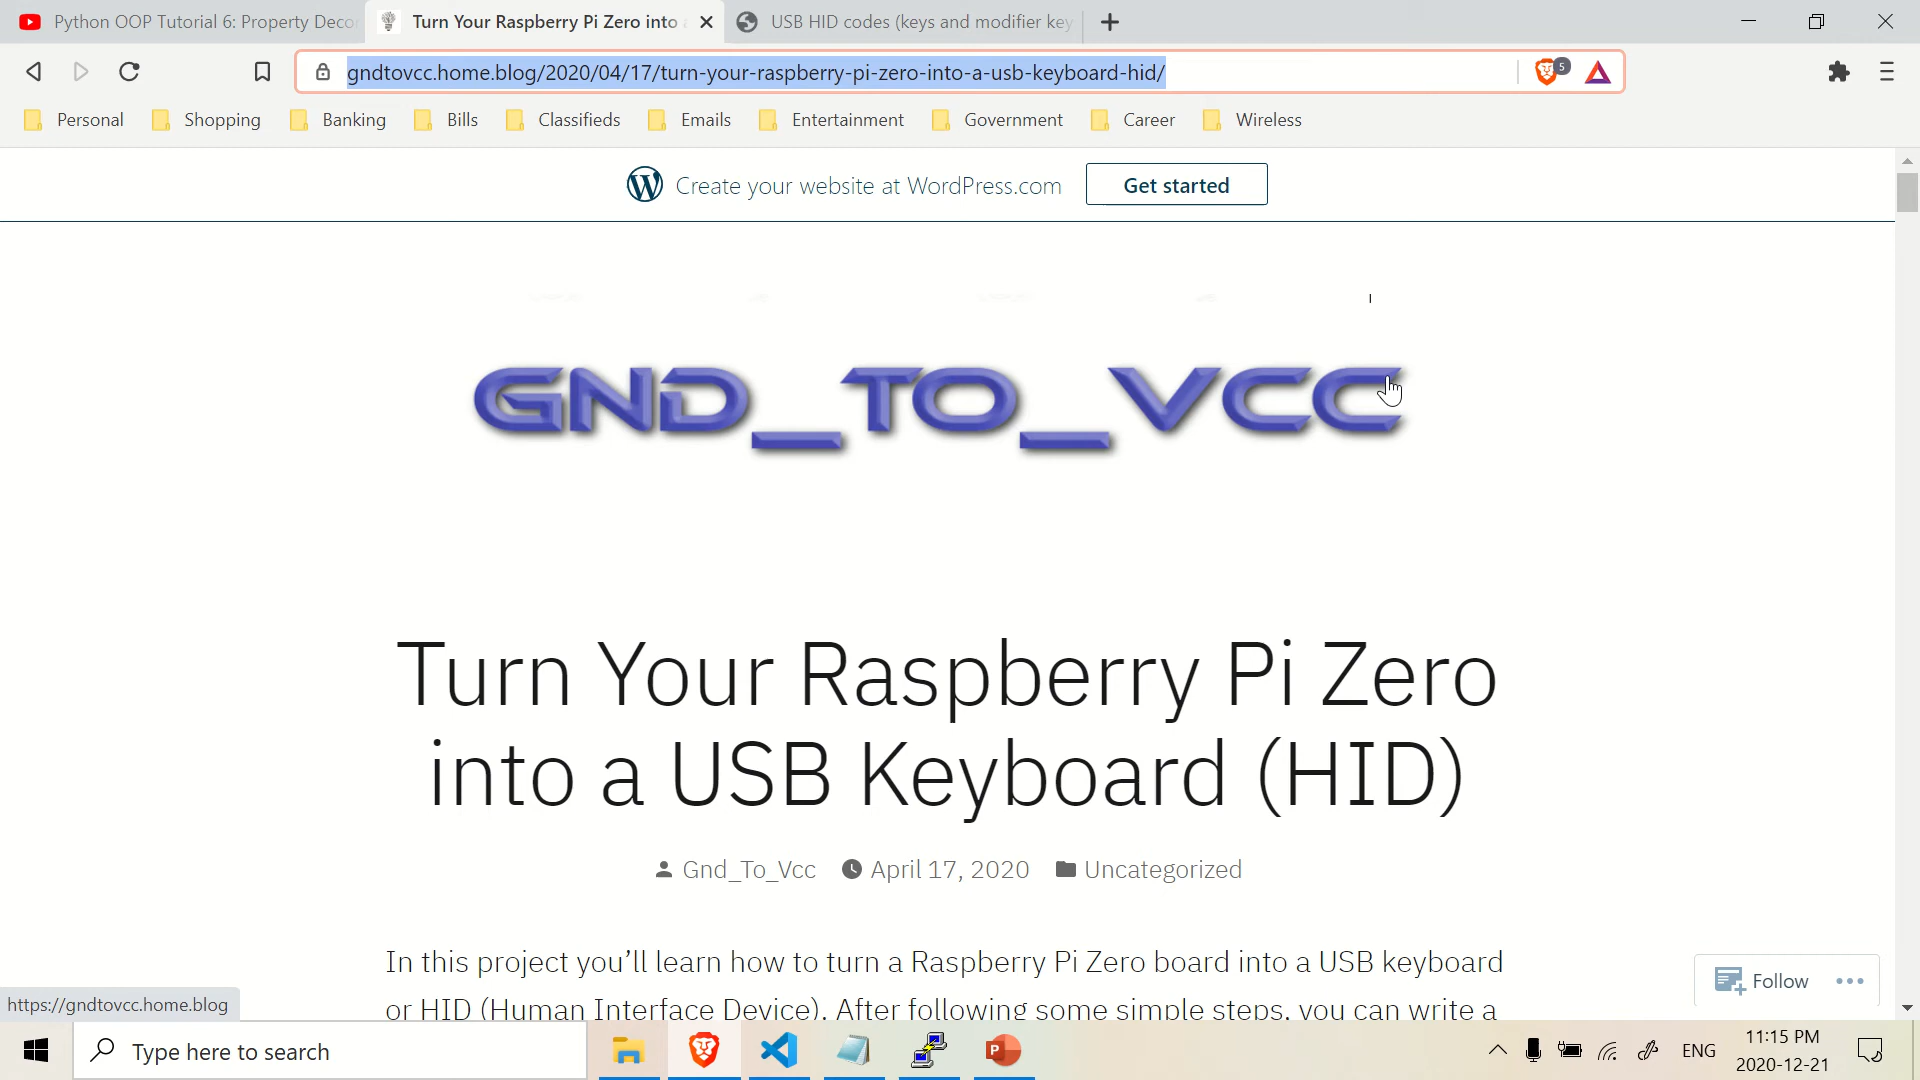 Python OOP Tutorial 6: Property Deco
Turn Your Raspberry Pi Zero into
USB HID codes (keys and modifier key
gndtovcc.home.blog/2020/04/17/turn-your-raspberry-pi-zero-into-a-usb-keyboard-hid/
5
Personal
Shopping
Banking
Bills
Classifieds
Emails
Entertainment
Government
Career
Wireless
Create your website at WordPress.com
Get started
GND_TO_VCC
Turn Your Raspberry Pi Zero
into a USB Keyboard (HID)
Gnd_To_Vcc
April 17, 2020
Uncategorized
In this project you’ll learn how to turn a Raspberry Pi Zero board into a USB keyboard
or HID (Human Interface Device). After following some simple steps, you can write a
Follow
https://gndtovcc.home.blog
Type here to search
ENG
11:15 PM
2020-12-21